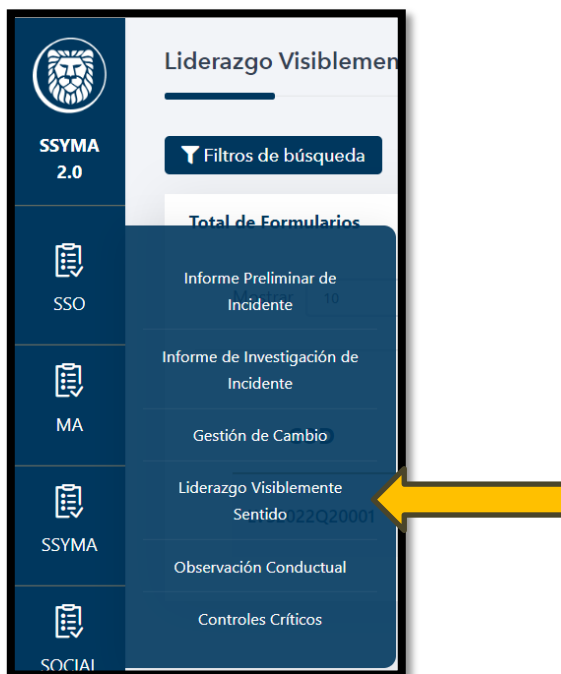 Liderazgo Visiblemen
SSYMA
2.0
Filtros de búsqueda
Total de Formularios
SSO
MA
SSYMA
SOCIAL
Informe Preliminar de
Incidente
10
Informe de Investigación de
Incidente
Gestión de Cambio
Liderazgo Visiblemente
Sentido
022Q20001
Observación Conductual
Controles Críticos